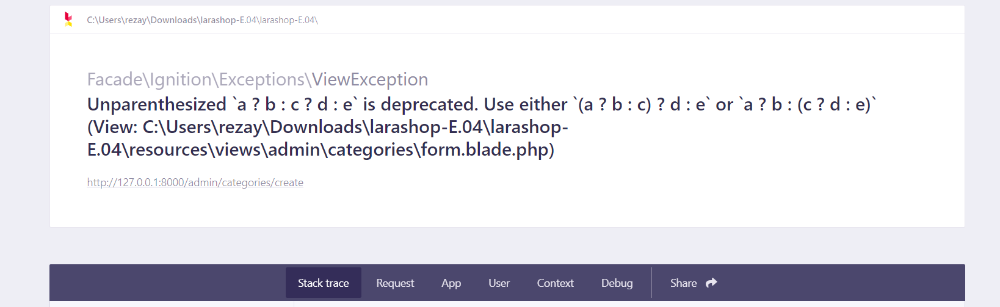 C:\Users\rezay\Downloads\larashop-E.04\larashop-E.04\
Facade\Ignition\Exceptions\ViewException
Unparenthesized `a ? b : c ? d : e` is deprecated. Use either `(a ? b : c) ? d : e` or `a ? b : (c ? d : e)`
(View: C:\Users\rezay\Downloads\larashop-E.04\larashop-
E.04\resources\views\admin\categories\form.blade.php)
http://127.0.0.1:8000/admin/categories/create
Stack trace Request App User Context Debug Share